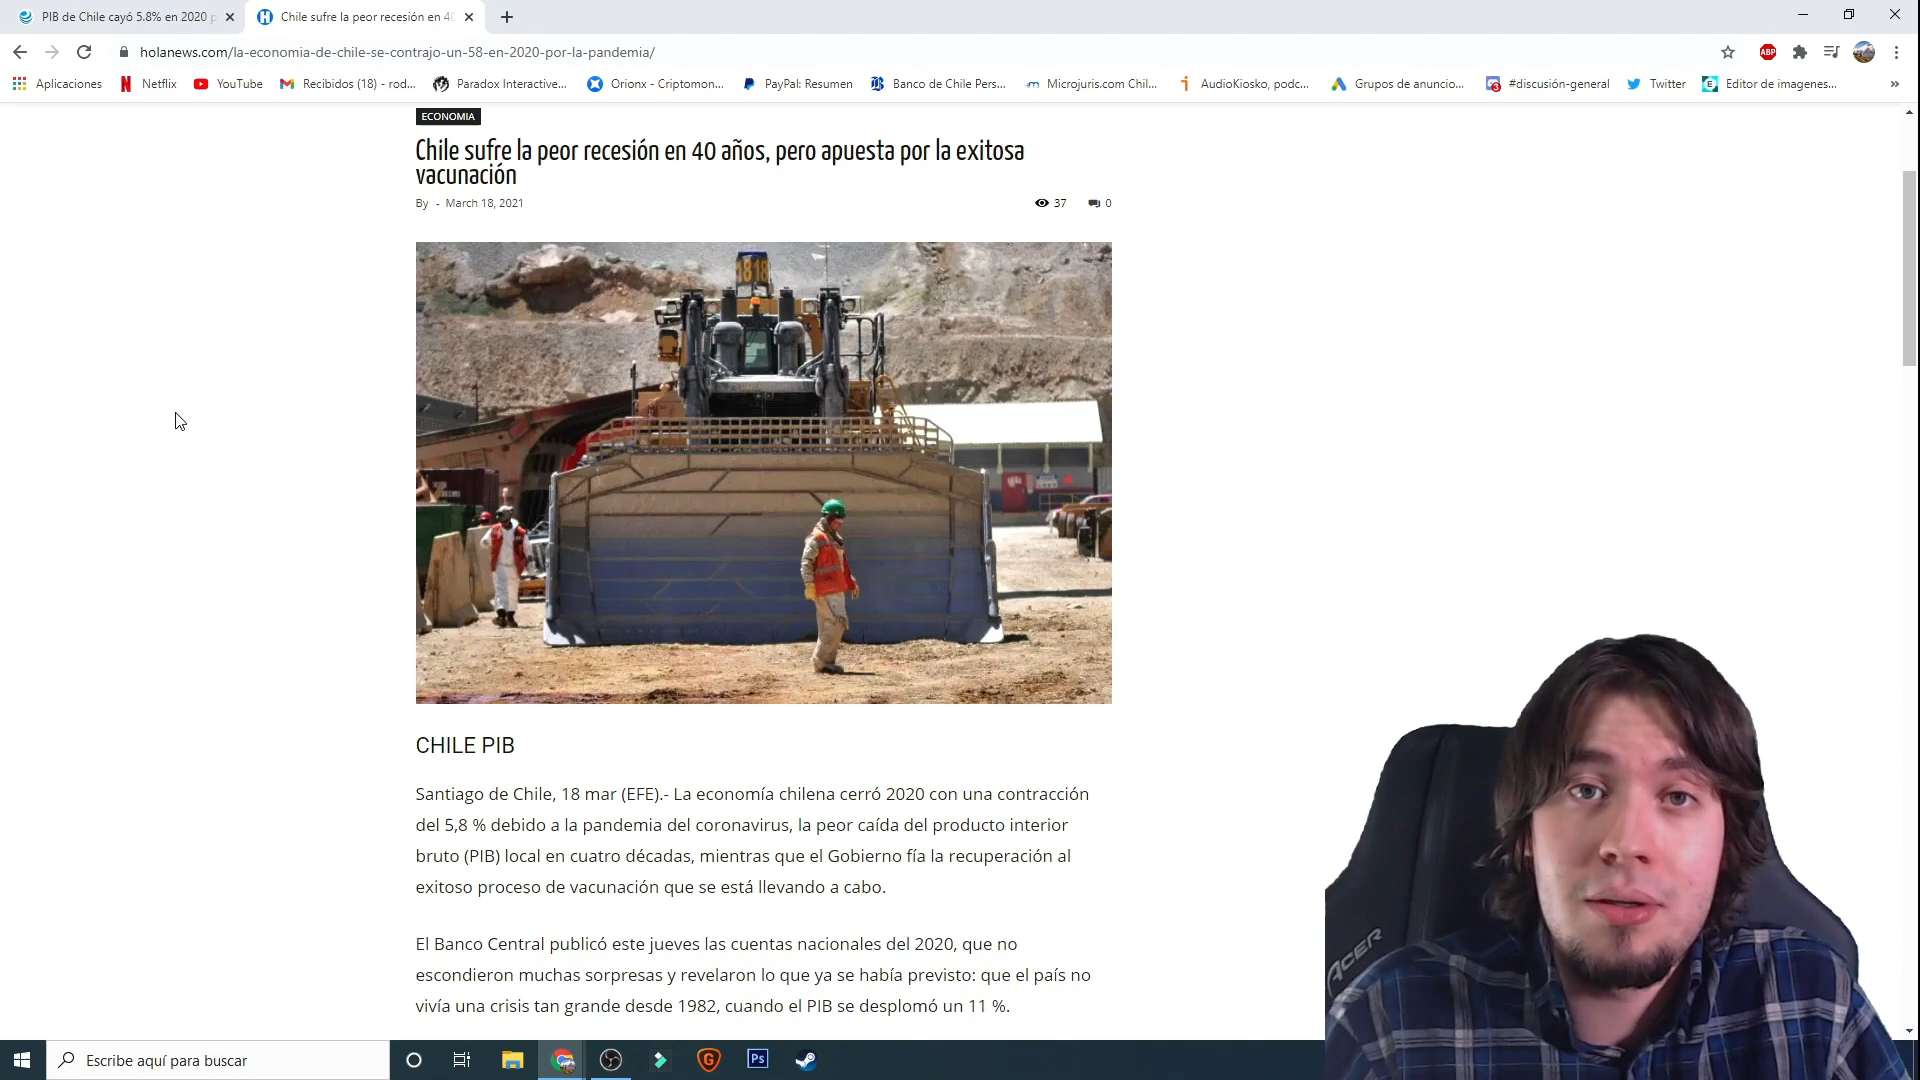 PIB de Chile cayó 5.8% en 2020 p
Chile sufre la peor recesión en 40
holanews.com/la-economia-de-chile-se-contrajo-un-58-en-2020-por-la-pandemia/
ABP
Aplicaciones
Netflix
YouTube
Recibidos (18) - rod...
Paradox Interactive...
Orionx - Criptomon...
PayPal: Resumen
Banco de Chile Pers...
Microjuris.com Chil...
AudioKiosko, podc...
Grupos de anuncio...
3
#discusión-general
Twitter
Editor de imagenes...
»
ECONOMIA
Chile sufre la peor recesión en 40 años, pero apuesta por la exitosa
vacunación
By - March 18, 2021
37
0
1818
CHILE PIB
Santiago de Chile, 18 mar (EFE).- La economía chilena cerró 2020 con una contracción
del 5,8 % debido a la pandemia del coronavirus, la peor caída del producto interior
bruto (PIB) local en cuatro décadas, mientras que el Gobierno fía la recuperación al
exitoso proceso de vacunación que se está llevando a cabo.
El Banco Central publicó este jueves las cuentas nacionales del 2020, que no
escondieron muchas sorpresas y revelaron lo que ya se había previsto: que el país no
vivía una crisis tan grande desde 1982, cuando el PIB se desplomó un 11 %.
ACER
Escribe aquí para buscar
Ps